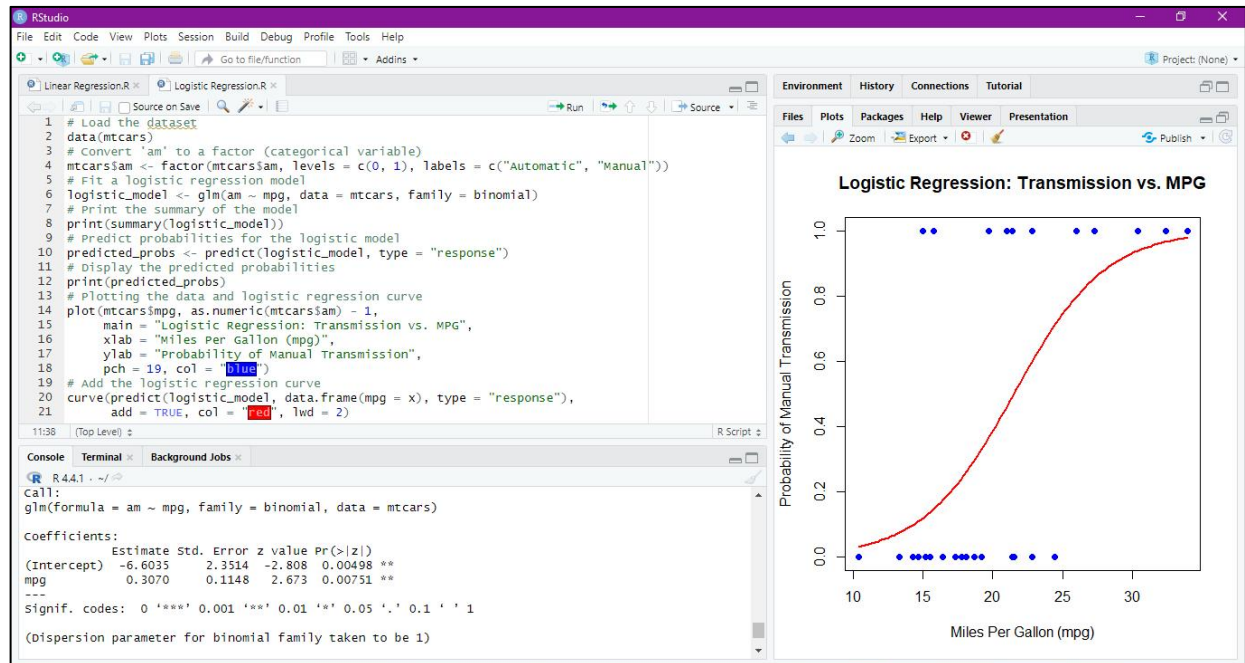 RStudio
File Edit Code View Plots Session Build Debug Profile Tools Help
Go to file/function Addins Project: (None)
Linear Regression.R Logistic Regression.R
Source on Save Run Source
1 # Load the dataset
2 data(mtcars)
3 # Convert 'am' to a factor (categorical variable)
4 mtcars$am <- factor(mtcars$am, levels = c(0, 1), labels = c("Automatic", "Manual"))
5 # Fit a logistic regression model
6 logistic_model <- glm(am ~ mpg, data = mtcars, family = binomial)
7 # Print the summary of the model
8 print(summary(logistic_model))
9 # Predict probabilities for the logistic model
10 predicted_probs <- predict(logistic_model, type = "response")
11 # Display the predicted probabilities
12 print(predicted_probs)
13 # Plotting the data and logistic regression curve
14 plot(mtcars$mpg, as.numeric(mtcars$am) - 1,
15 main = "Logistic Regression: Transmission vs. MPG",
16 xlab = "Miles Per Gallon (mpg)",
17 ylab = "Probability of Manual Transmission",
18 pch = 19, col = "blue")
19 # Add the logistic regression curve
20 curve(predict(logistic_model, data.frame(mpg = x), type = "response"),
21 add = TRUE, col = "red", lwd = 2)
11:38 (Top Level) R Script
Console Terminal Background Jobs
R 4.4.1 · ~/
Call:
glm(formula = am ~ mpg, family = binomial, data = mtcars)
Coefficients:
Estimate Std. Error z value Pr(>|z|)
(Intercept) -6.6035 2.3514 -2.808 0.00498 **
mpg 0.3070 0.1148 2.673 0.00751 **
---
Signif. codes: 0 ‘***’ 0.001 ‘**’ 0.01 ‘*’ 0.05 ‘.’ 0.1 ‘ ’ 1
(Dispersion parameter for binomial family taken to be 1)
Environment History Connections Tutorial
Files Plots Packages Help Viewer Presentation
Zoom Export Publish
Logistic Regression: Transmission vs. MPG
Probability of Manual Transmission
1.0
0.8
0.6
0.4
0.2
0.0
10 15 20 25 30
Miles Per Gallon (mpg)